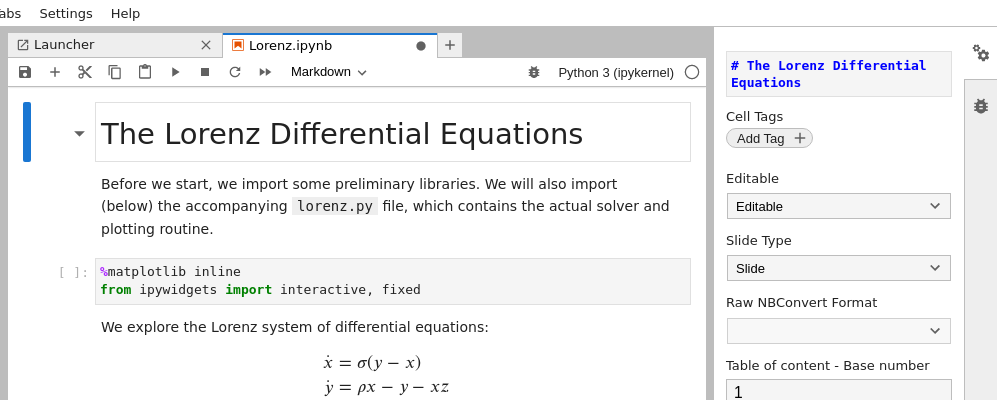 abs Settings Help
Launcher
Lorenz.ipynb
Markdown
Python 3 (ipykernel)
The Lorenz Differential Equations
Before we start, we import some preliminary libraries. We will also import
(below) the accompanying lorenz.py file, which contains the actual solver and
plotting routine.
[ ]:
%matplotlib inline
from ipywidgets import interactive, fixed
We explore the Lorenz system of differential equations:
ẋ = σ(y − x)
ẏ = ρx − y − xz
# The Lorenz Differential
Equations
Cell Tags
Add Tag
Editable
Editable
Slide Type
Slide
Raw NBConvert Format
Table of content - Base number
1